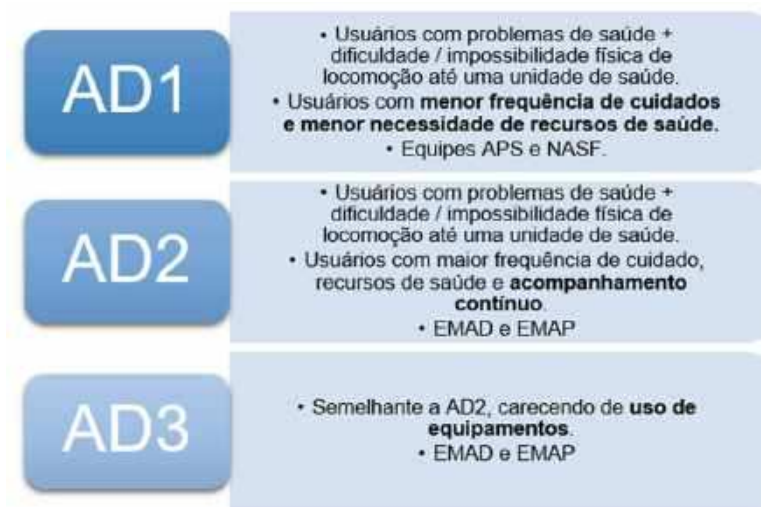 AD1
• Usuários com problemas de saúde +
dificuldade / impossibilidade física de
locomoção até uma unidade de saúde.
• Usuários com menor frequência de cuidados
e menor necessidade de recursos de saúde.
• Equipes APS e NASF.
AD2
• Usuários com problemas de saúde +
dificuldade / impossibilidade física de
locomoção até uma unidade de saúde.
• Usuários com maior frequência de cuidado,
recursos de saúde e acompanhamento
contínuo.
• EMAD e EMAP
AD3
• Semelhante a AD2, carecendo de uso de
equipamentos.
• EMAD e EMAP